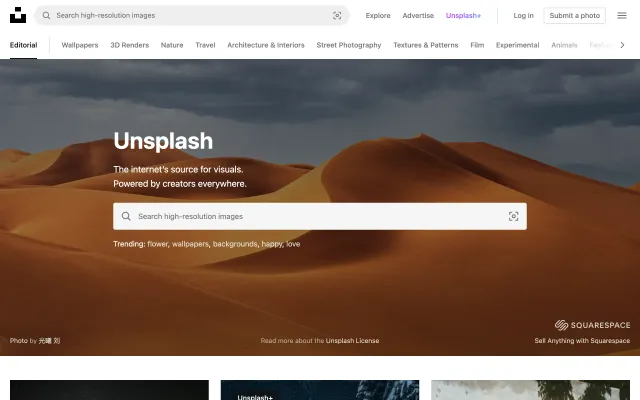 Search high-resolution images
Explore
Advertise
Unsplash+
Log in
Submit a photo
Editorial
Wallpapers
3D Renders
Nature
Travel
Architecture & Interiors
Street Photography
Textures & Patterns
Film
Experimental
Animals
Unsplash
The internet's source for visuals.
Powered by creators everywhere.
Search high-resolution images
Trending: flower, wallpapers, backgrounds, happy, love
SQUARESPACE
Photo by 光曦 刘
Read more about the Unsplash License
Sell Anything with Squarespace
Unsplash+